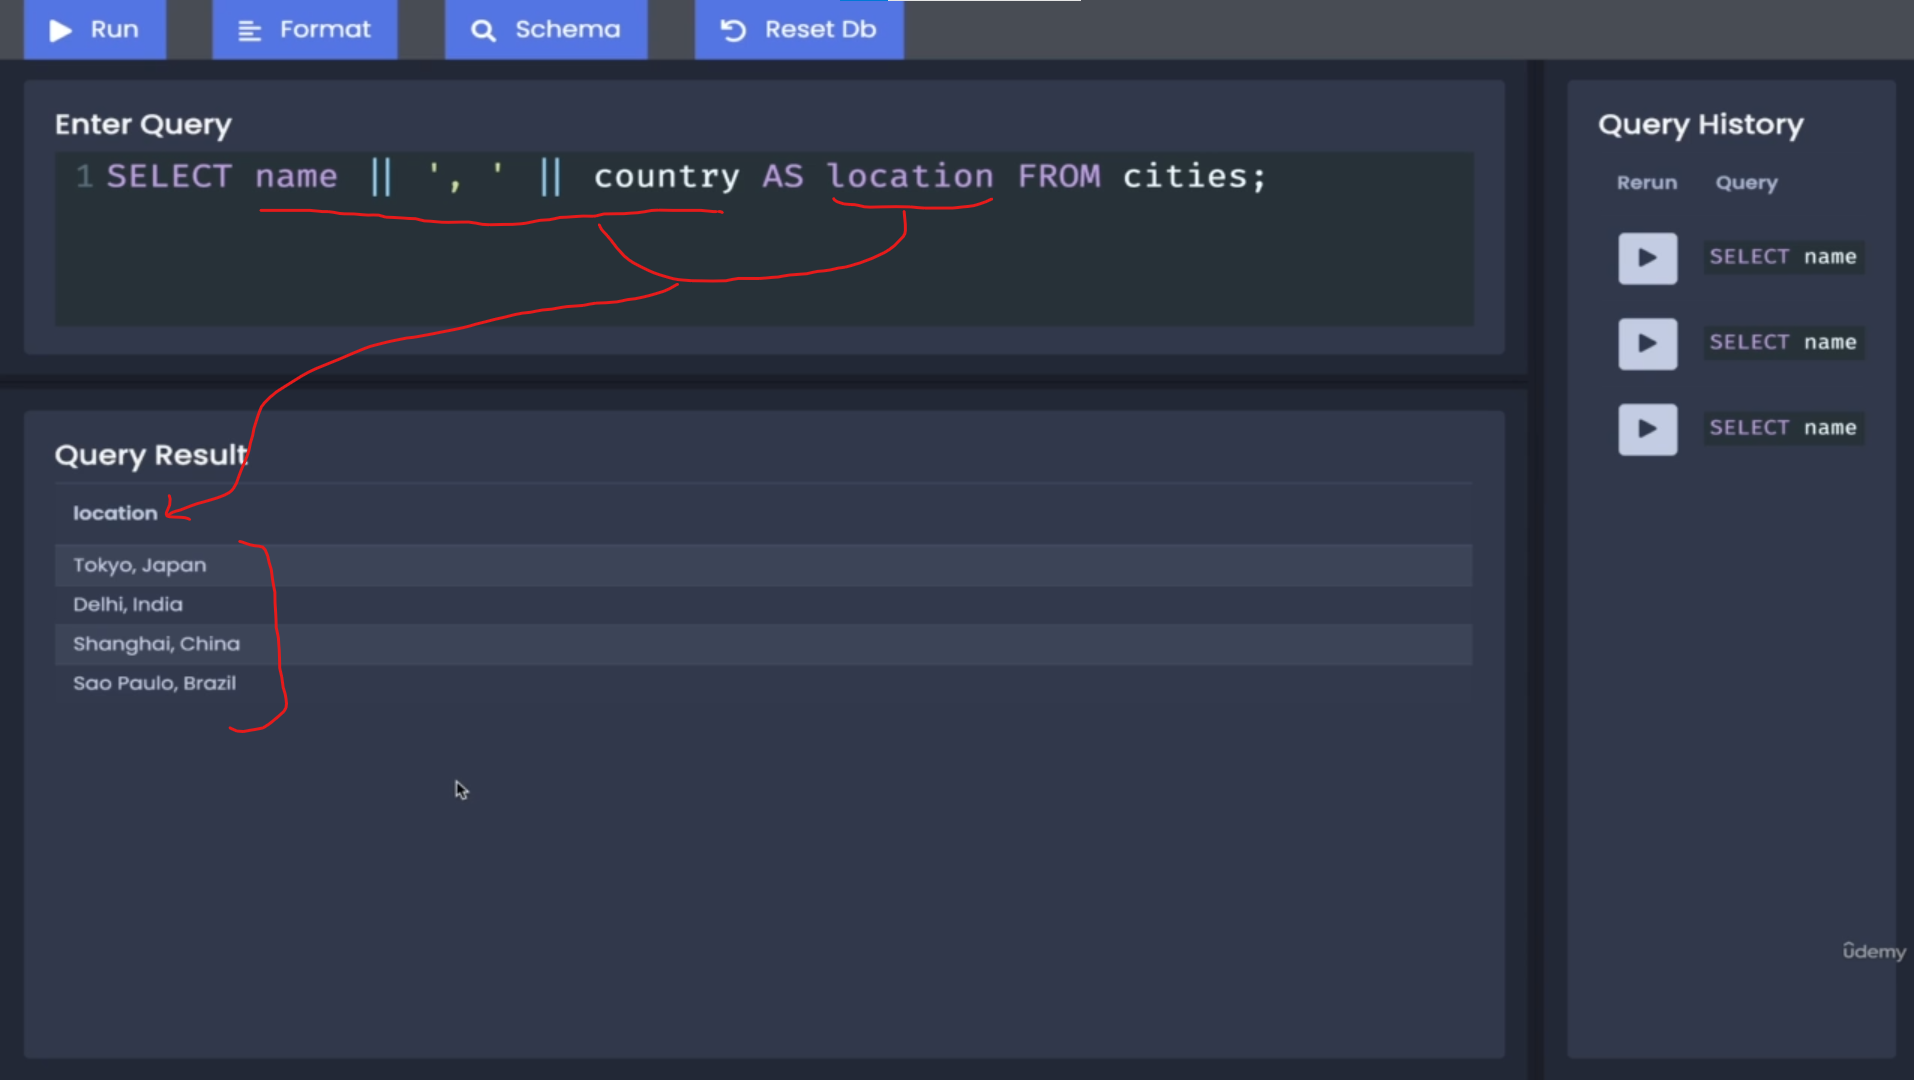 Run Format Schema Reset Db
Enter Query
1 SELECT name || ', ' || country AS location FROM cities;
Query Result
location
Tokyo, Japan
Delhi, India
Shanghai, China
Sao Paulo, Brazil
Query History
Rerun Query
SELECT name
SELECT name
SELECT name
ûdemy